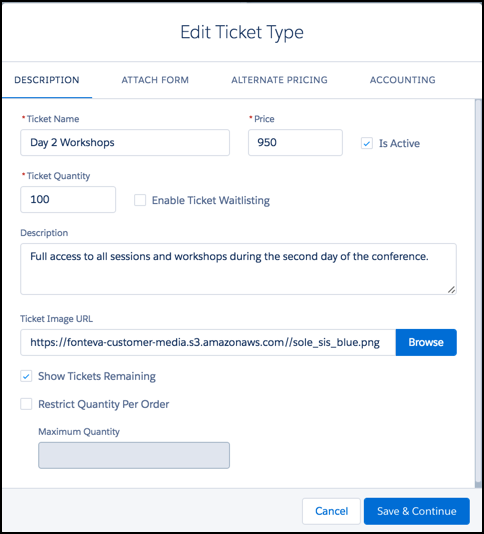 Edit Ticket Type
DESCRIPTION ATTACH FORM ALTERNATE PRICING ACCOUNTING
* Ticket Name * Price
Day 2 Workshops 950 Is Active
* Ticket Quantity
100 Enable Ticket Waitlisting
Description
Full access to all sessions and workshops during the second day of the conference.
Ticket Image URL
https://fonteva-customer-media.s3.amazonaws.com//sole_sis_blue.png Browse
Show Tickets Remaining
Restrict Quantity Per Order
Maximum Quantity
Cancel Save & Continue